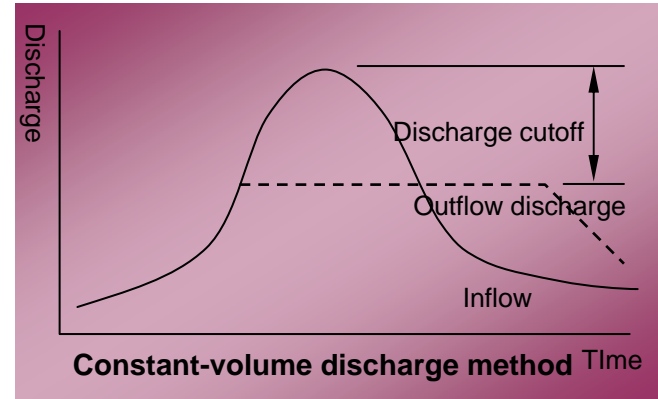 Discharge
Discharge cutoff
Outflow discharge
Inflow
Constant-volume discharge method
TIme